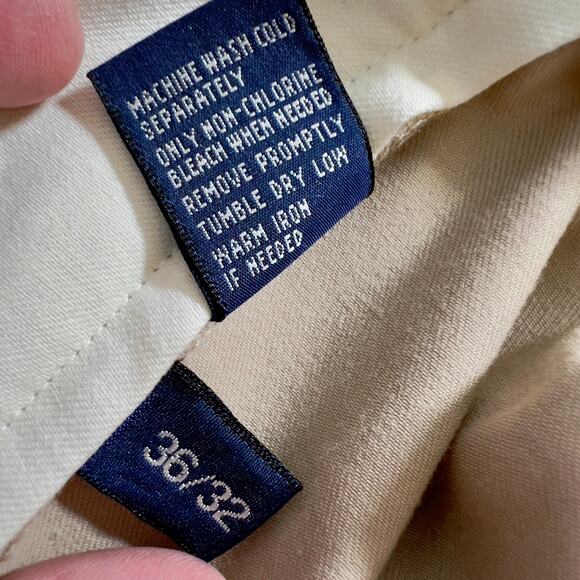 MACHINE WASH COLD
SEPARATELY
ONLY NON-CHLORINE
BLEACH WHEN NEEDED
REMOVE PROMPTLY
TUMBLE DRY LOW
WARM IRON
IF NEEDED
36/32